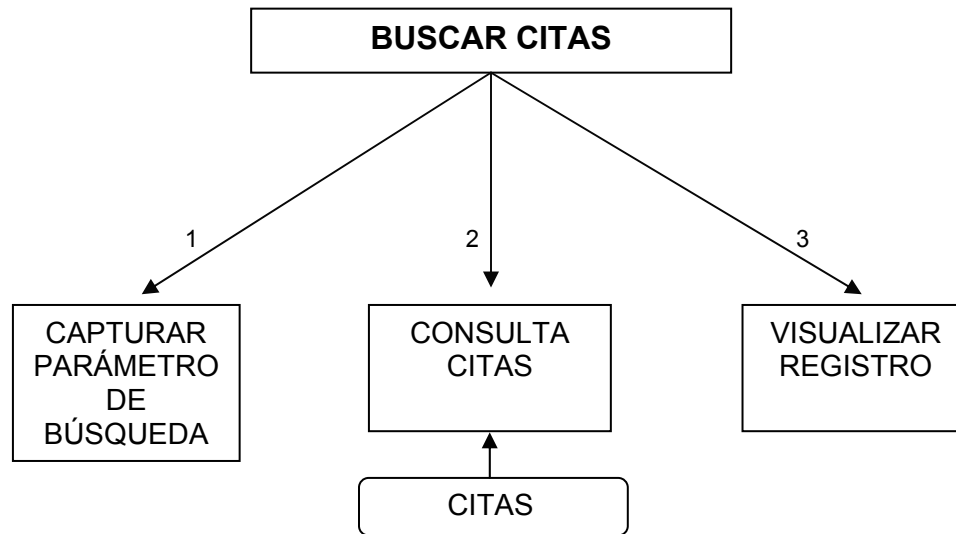 BUSCAR CITAS
1
2
3
CAPTURAR
PARÁMETRO
DE
BÚSQUEDA
CONSULTA
CITAS
VISUALIZAR
REGISTRO
CITAS